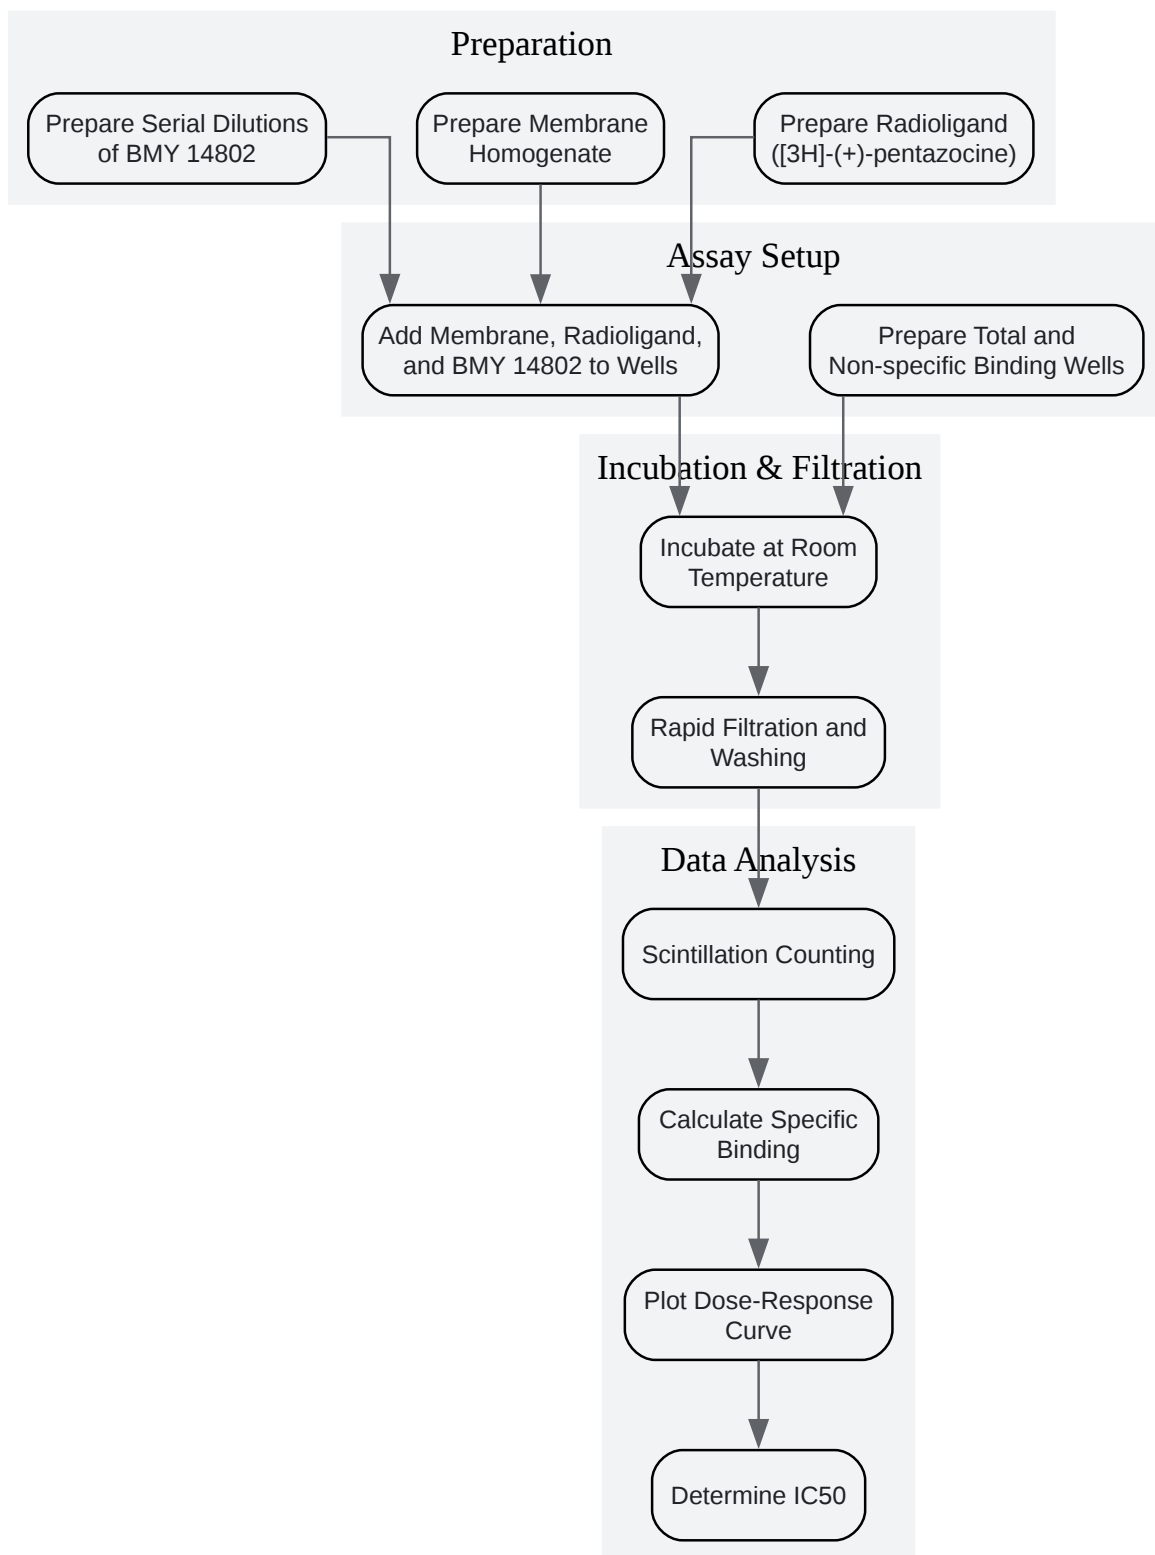 Preparation
Prepare Serial Dilutions
of BMY 14802
Prepare Membrane
Homogenate
Prepare Radioligand
([3H]-(+)-pentazocine)
Assay Setup
Add Membrane, Radioligand,
and BMY 14802 to Wells
Prepare Total and
Non-specific Binding Wells
Incubation & Filtration
Incubate at Room
Temperature
Rapid Filtration and
Washing
Data Analysis
Scintillation Counting
Calculate Specific
Binding
Plot Dose-Response
Curve
Determine IC50